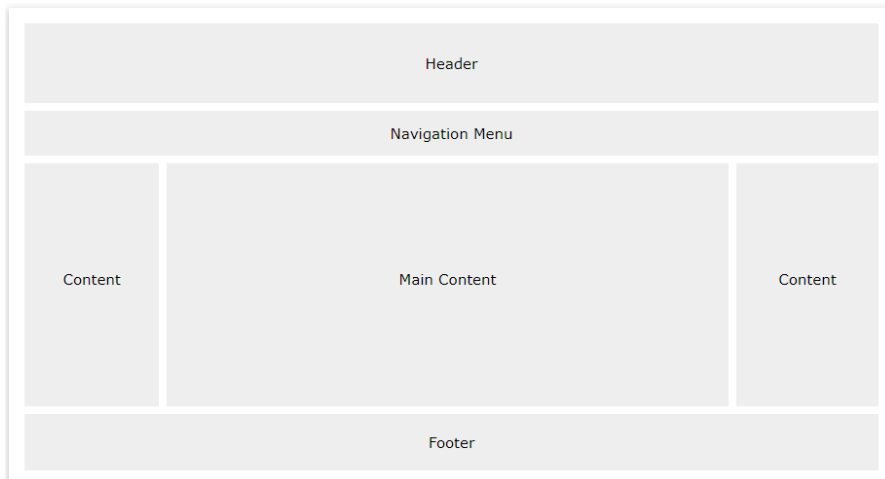 Header
Navigation Menu
Content
Main Content
Content
Footer